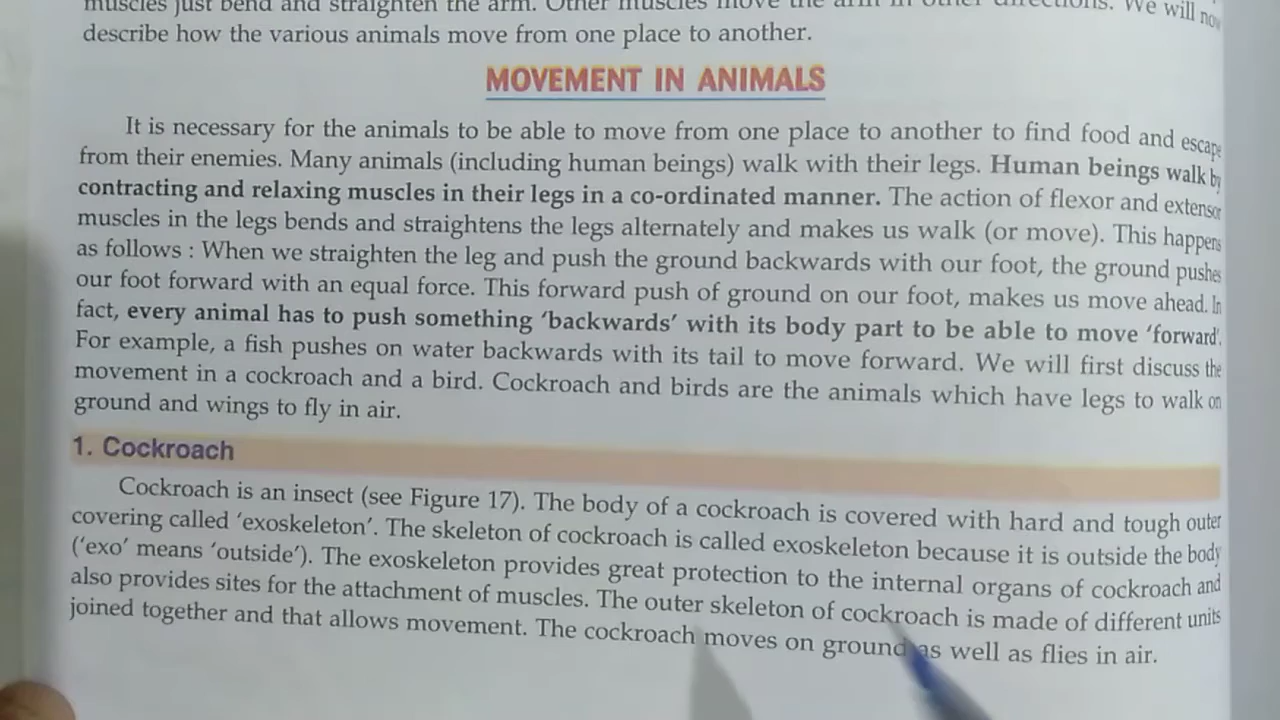 muscles just bend and straighten the arm. Other muscles move the arm in other directions. We will now
describe how the various animals move from one place to another.
MOVEMENT IN ANIMALS
It is necessary for the animals to be able to move from one place to another to find food and escape
from their enemies. Many animals (including human beings) walk with their legs. Human beings walk by
contracting and relaxing muscles in their legs in a co-ordinated manner. The action of flexor and extensor
muscles in the legs bends and straightens the legs alternately and makes us walk (or move). This happens
as follows : When we straighten the leg and push the ground backwards with our foot, the ground pushes
our foot forward with an equal force. This forward push of ground on our foot, makes us move ahead. In
fact, every animal has to push something ‘backwards’ with its body part to be able to move ‘forward’.
For example, a fish pushes on water backwards with its tail to move forward. We will first discuss the
movement in a cockroach and a bird. Cockroach and birds are the animals which have legs to walk on
ground and wings to fly in air.
1. Cockroach
Cockroach is an insect (see Figure 17). The body of a cockroach is covered with hard and tough outer
covering called ‘exoskeleton’. The skeleton of cockroach is called exoskeleton because it is outside the body
(‘exo’ means ‘outside’). The exoskeleton provides great protection to the internal organs of cockroach and
also provides sites for the attachment of muscles. The outer skeleton of cockroach is made of different units
joined together and that allows movement. The cockroach moves on ground as well as flies in air.